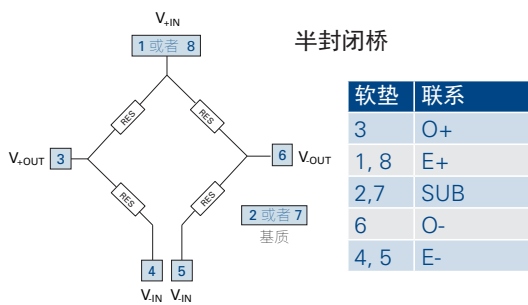 V+IN
半封闭桥
1 或者 8
RES
RES
V+OUT 3
6 V-OUT
RES
RES
2 或者 7
基质
4 5
V-IN V-IN
软垫 联系
3 O+
1, 8 E+
2,7 SUB
6 O-
4, 5 E-